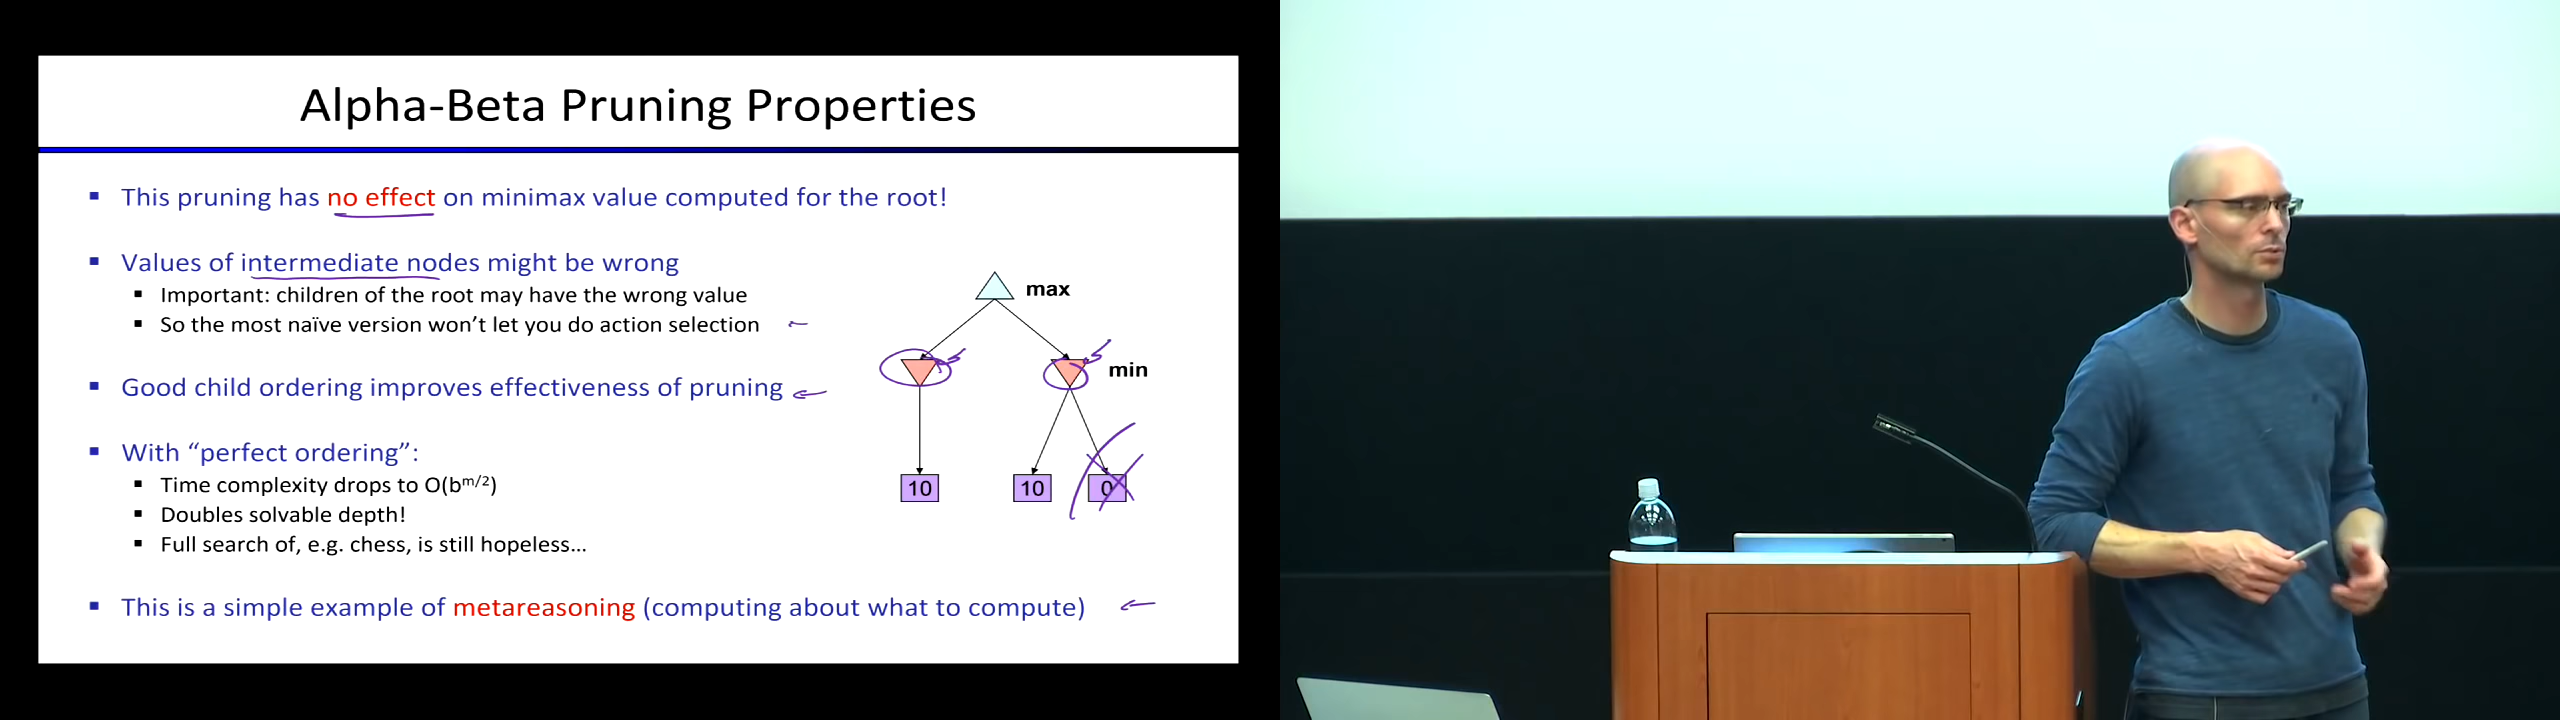 Alpha-Beta Pruning Properties
This pruning has no effect on minimax value computed for the root!
Values of intermediate nodes might be wrong
Important: children of the root may have the wrong value
So the most naïve version won't let you do action selection
Good child ordering improves effectiveness of pruning
With “perfect ordering”:
Time complexity drops to O(b^m/2)
Doubles solvable depth!
Full search of, e.g. chess, is still hopeless…
This is a simple example of metareasoning (computing about what to compute)
max
min
10 10 0